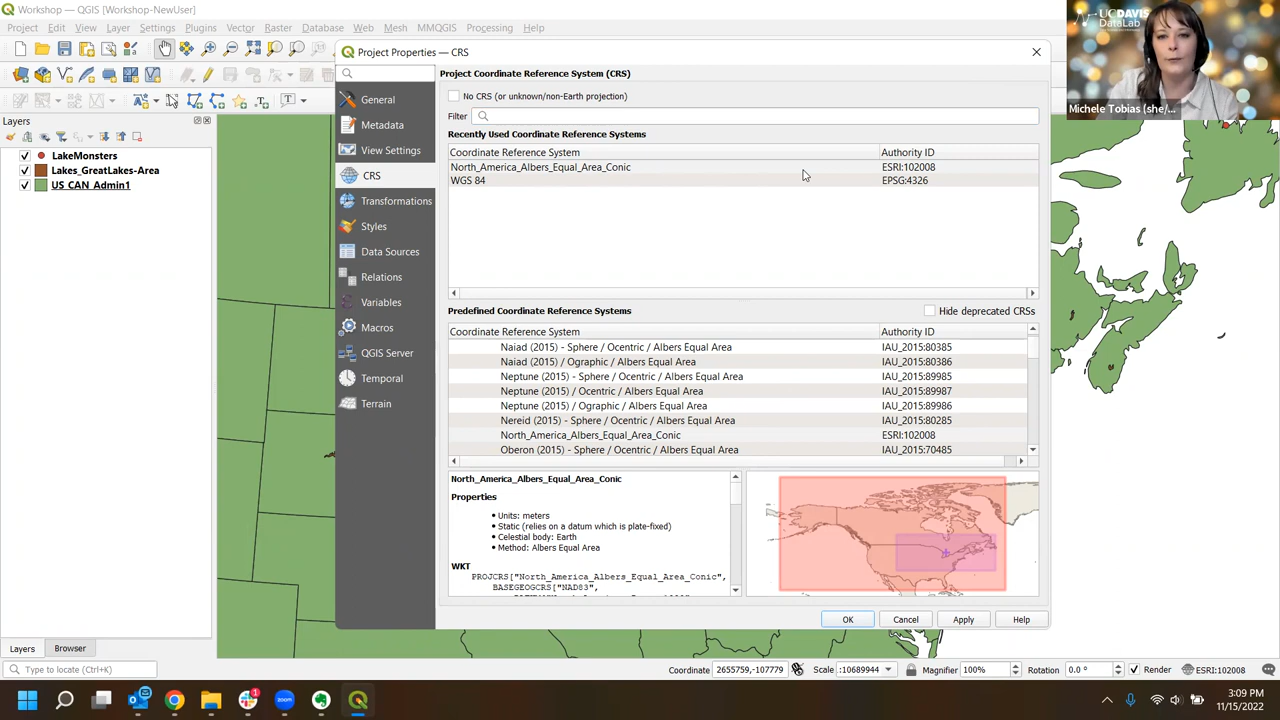 Workshop — QGIS [Workshop-NewUser]
Project Edit View Layer Settings Plugins Vector Raster Database Web Mesh MMQGIS Processing Help
Layers
LakeMonsters
Lakes_GreatLakes-Area
US_CAN_Admin1
Project Properties — CRS
General
Metadata
View Settings
CRS
Transformations
Styles
Data Sources
Relations
Variables
Macros
QGIS Server
Temporal
Terrain
Project Coordinate Reference System (CRS)
No CRS (or unknown/non-Earth projection)
Filter
Recently Used Coordinate Reference Systems
Coordinate Reference System Authority ID
North_America_Albers_Equal_Area_Conic ESRI:102008
WGS 84 EPSG:4326
Predefined Coordinate Reference Systems Hide deprecated CRSs
Coordinate Reference System Authority ID
Naiad (2015) - Sphere / Ocentric / Albers Equal Area IAU_2015:80385
Naiad (2015) / Ographic / Albers Equal Area IAU_2015:80386
Neptune (2015) - Sphere / Ocentric / Albers Equal Area IAU_2015:89985
Neptune (2015) / Ocentric / Albers Equal Area IAU_2015:89987
Neptune (2015) / Ographic / Albers Equal Area IAU_2015:89986
Nereid (2015) - Sphere / Ocentric / Albers Equal Area IAU_2015:80285
North_America_Albers_Equal_Area_Conic ESRI:102008
Oberon (2015) - Sphere / Ocentric / Albers Equal Area IAU_2015:70485
North_America_Albers_Equal_Area_Conic
Properties
• Units: meters
• Static (relies on a datum which is plate-fixed)
• Celestial body: Earth
• Method: Albers Equal Area
WKT
PROJCRS["North_America_Albers_Equal_Area_Conic",
BASEGEOGCRS["NAD83",
OK Cancel Apply Help
UCDAVIS
DataLab
Michele Tobias (she/...
Layers Browser
Type to locate (Ctrl+K)
Coordinate 2655759,-107779 Scale :10689944 Magnifier 100% Rotation 0.0 ° Render ESRI:102008
1
zoom
3:09 PM
11/15/2022